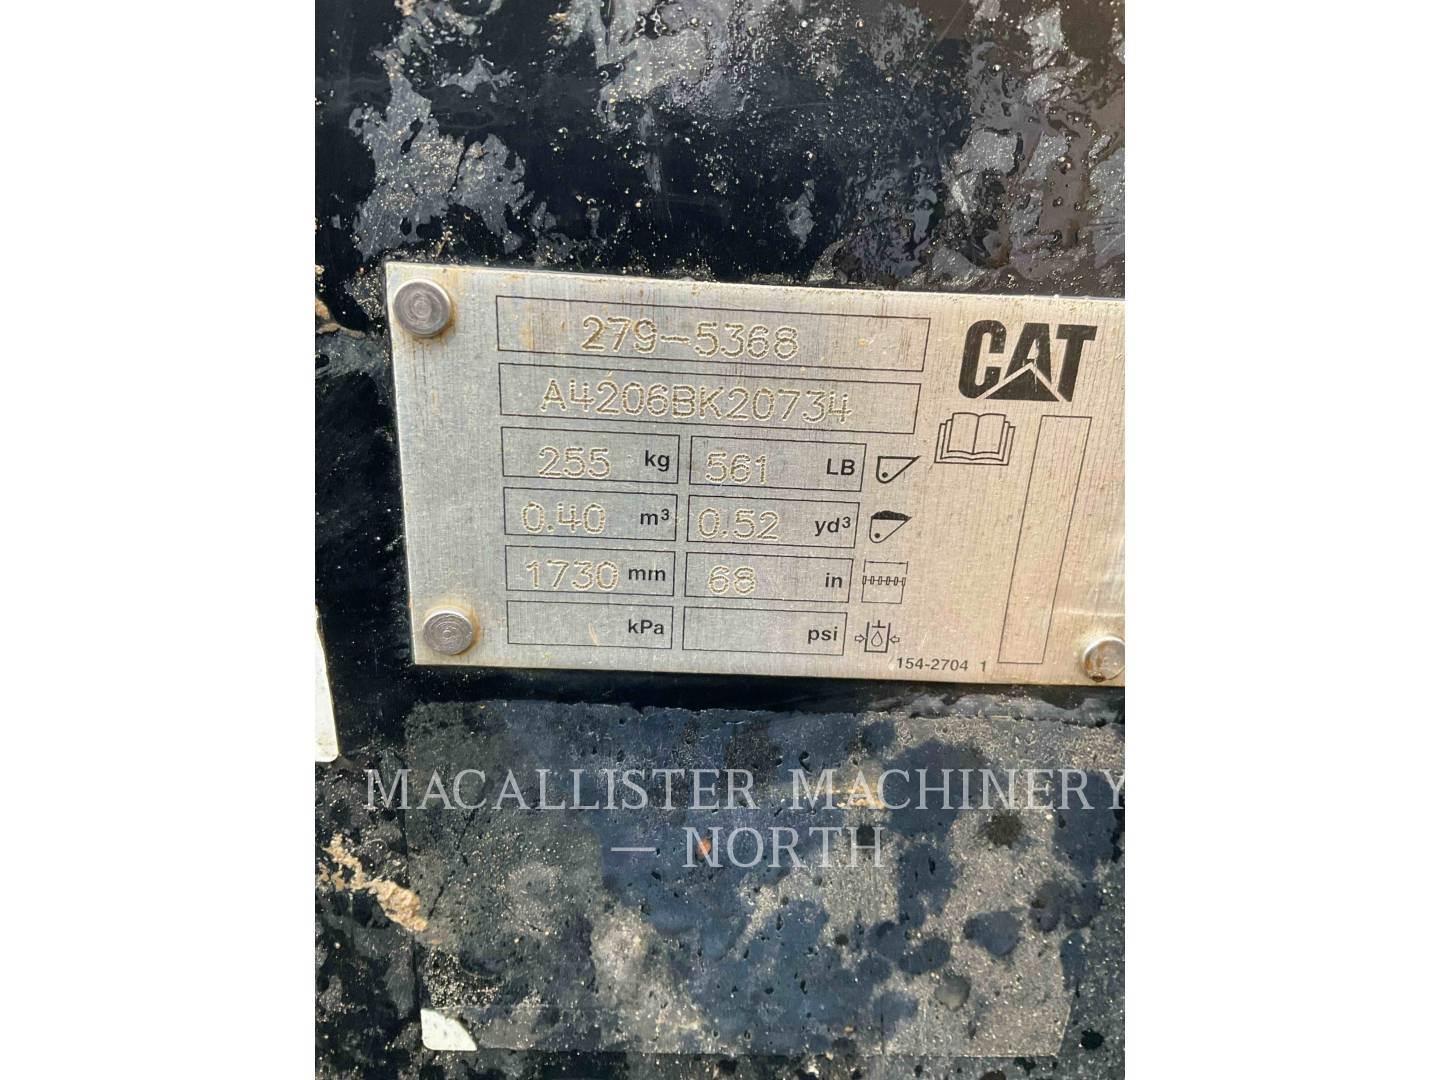 279-5368
CAT
A4206BK20734
255 kg 561 LB
0.40 m³ 0.52 yd³
1730 mm 68 in
kPa psi
154-2704 1
MACALLISTER MACHINERY
— NORTH